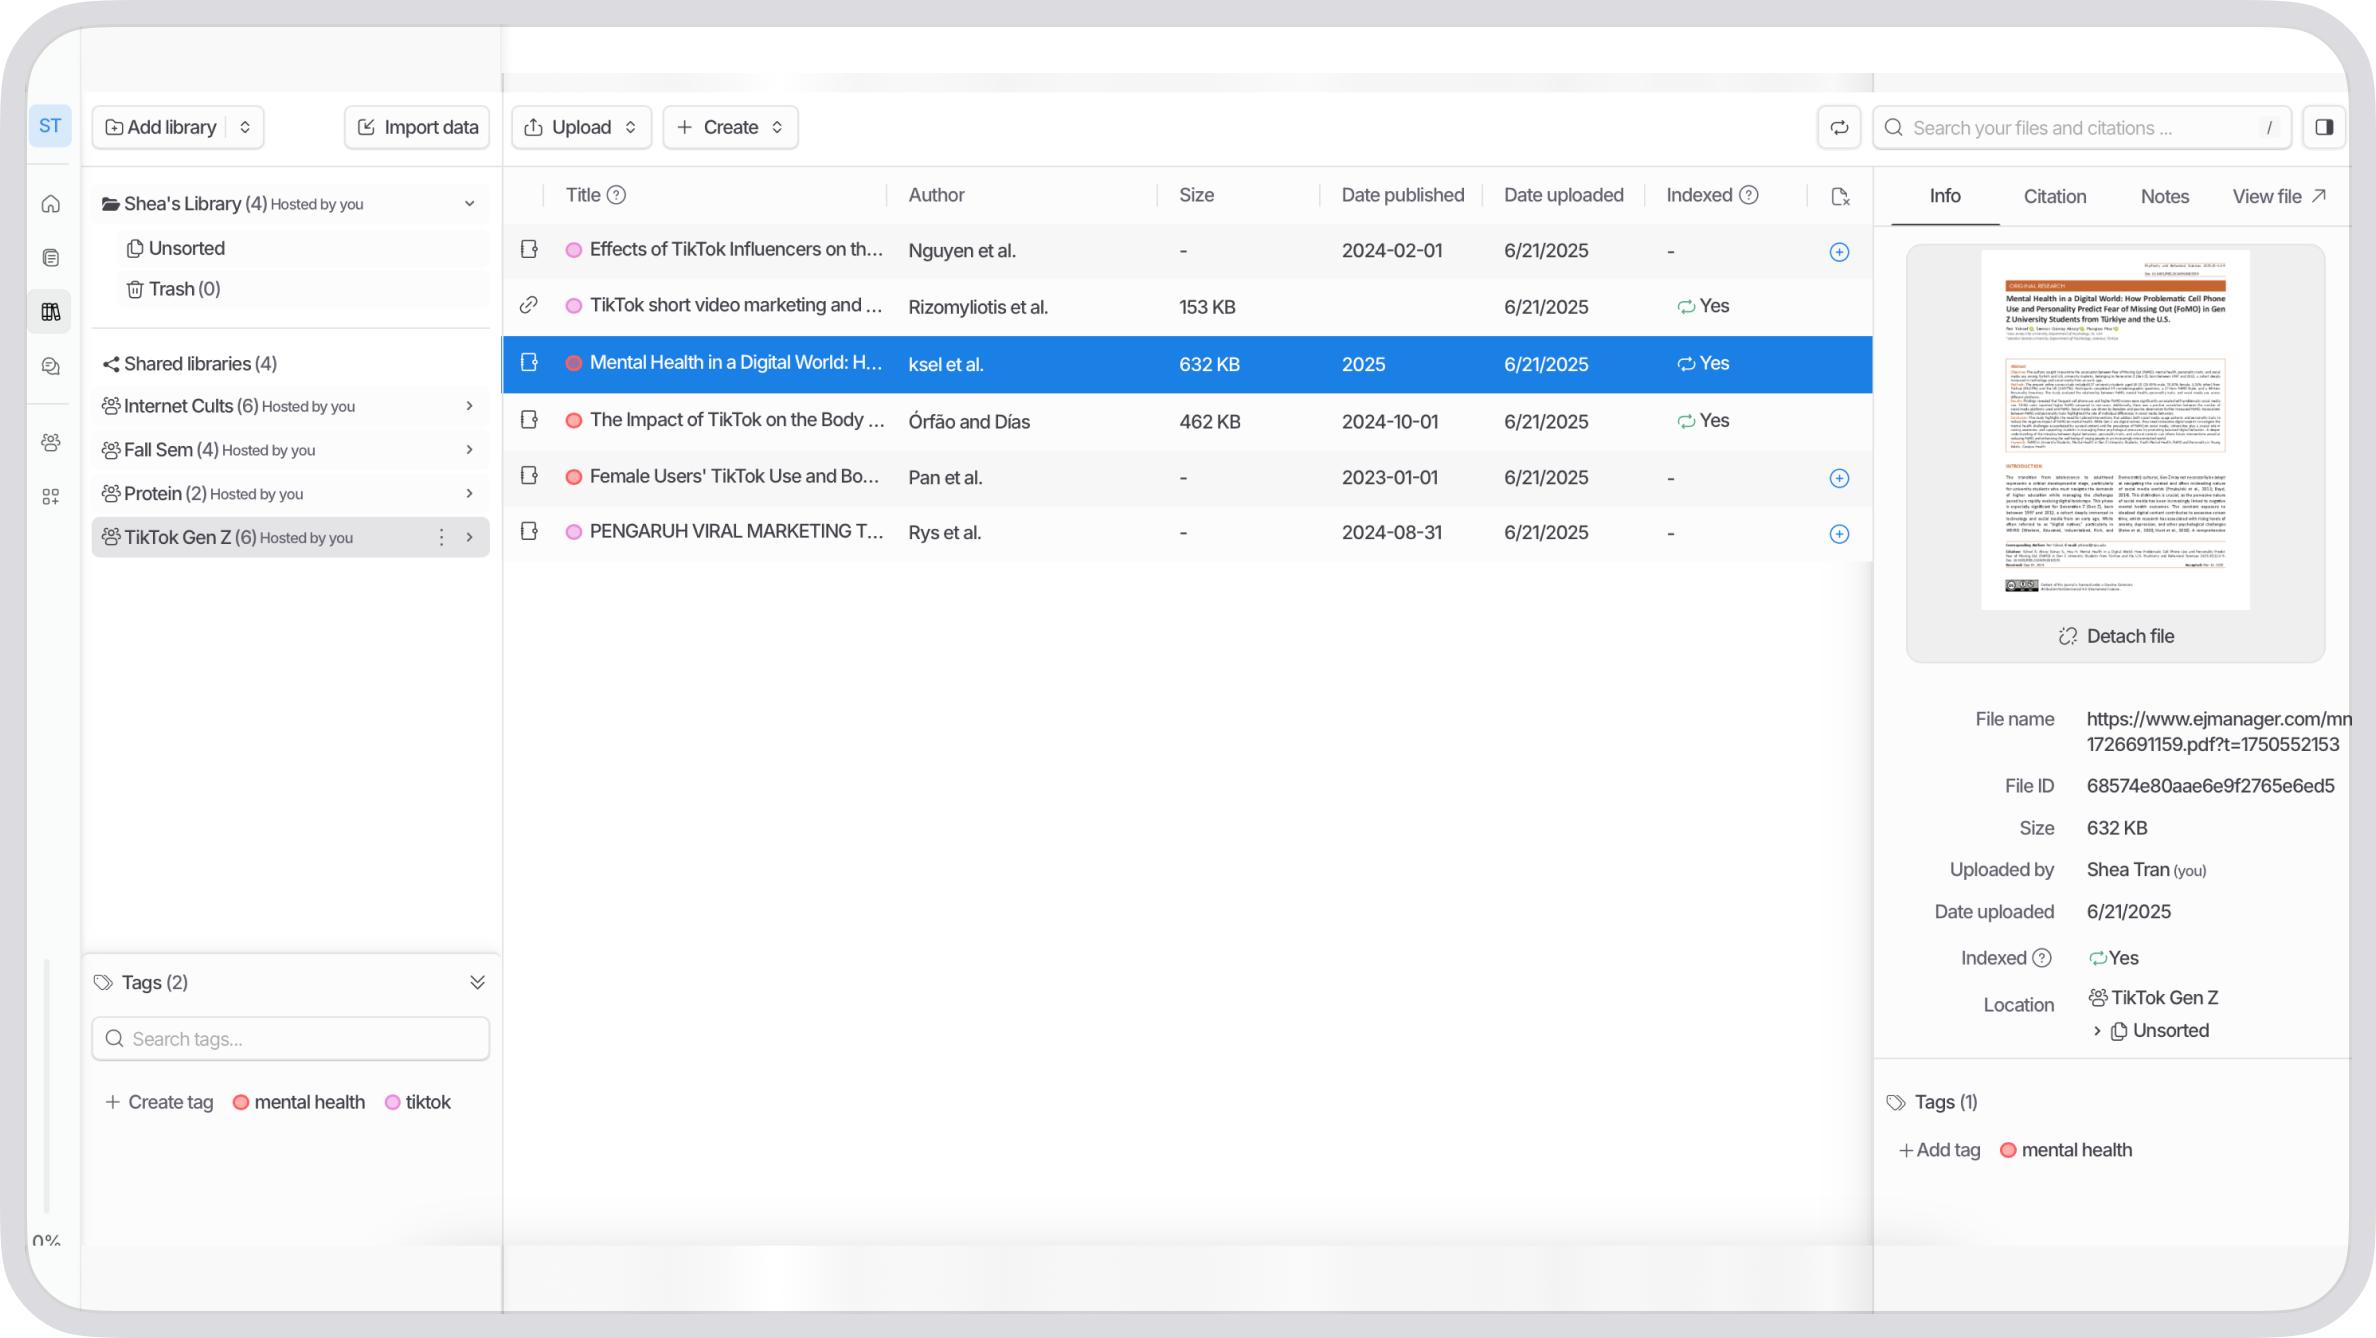 ST
Add library
Import data
Upload
Create
Search your files and citations ...
/
Shea's Library (4) Hosted by you
Unsorted
Trash (0)
Shared libraries (4)
Internet Cults (6) Hosted by you
Fall Sem (4) Hosted by you
Protein (2) Hosted by you
TikTok Gen Z (6) Hosted by you
Title Author Size Date published Date uploaded Indexed
Effects of TikTok Influencers on th... Nguyen et al. - 2024-02-01 6/21/2025 -
TikTok short video marketing and ... Rizomyliotis et al. 153 KB 6/21/2025 Yes
Mental Health in a Digital World: H... ksel et al. 632 KB 2025 6/21/2025 Yes
The Impact of TikTok on the Body ... Órfão and Días 462 KB 2024-10-01 6/21/2025 Yes
Female Users' TikTok Use and Bo... Pan et al. - 2023-01-01 6/21/2025 -
PENGARUH VIRAL MARKETING T... Rys et al. - 2024-08-31 6/21/2025 -
Info Citation Notes View file
ORIGINAL RESEARCH
Mental Health in a Digital World: How Problematic Cell Phone
Use and Personality Predict Fear of Missing Out (FoMO) in Gen
Z University Students from Türkiye and the U.S.
INTRODUCTION
Detach file
File name https://www.ejmanager.com/mn
1726691159.pdf?t=1750552153
File ID 68574e80aae6e9f2765e6ed5
Size 632 KB
Uploaded by Shea Tran (you)
Date uploaded 6/21/2025
Indexed Yes
Location TikTok Gen Z
Unsorted
Tags (1)
+ Add tag mental health
Tags (2)
Search tags...
+ Create tag mental health tiktok
0%